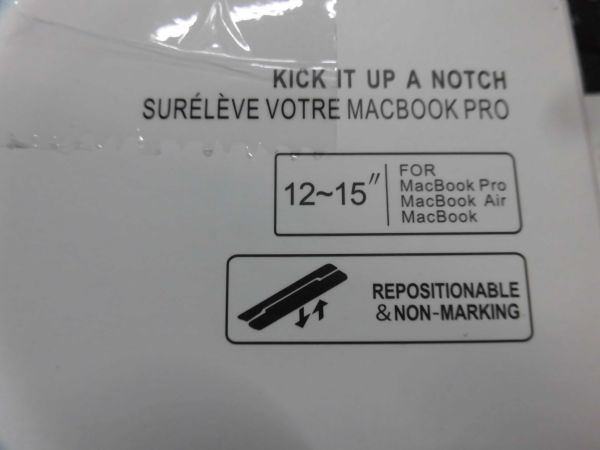 KICK IT UP A NOTCH
SURÉLÈVE VOTRE MACBOOK PRO
12~15″
FOR
MacBook Pro
MacBook Air
MacBook
REPOSITIONABLE
& NON-MARKING